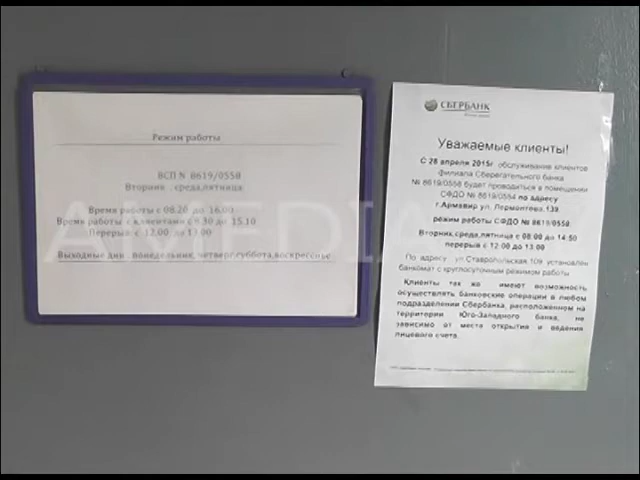 Режим работы
ВСП N 8619/0558
Вторник , среда,пятница
Время работы с 08.20 до 16.00
Время работы с клиентами с 8.30 до 15.10
Перерыв с 12.00 до 13.00
Выходные дни понедельник, четверг,суббота,воскресенье
AMEDIA
СБЕРБАНК
Уважаемые клиенты!
С 28 апреля 2015г. обслуживание клиентов
филиала Сберегательного банка
№ 8619/0558 будет проводиться в помещении
СФДО № 8619/0554 по адресу
г.Армавир ул. Лермонтова,139.
режим работы СФДО № 8619/0558:
Вторник,среда,пятница с 08:00 до 14:50
перерыв с 12:00 до 13:00
По адресу ул.Ставропольская,109 установлен
банкомат с круглосуточным режимом работы
Клиенты так же имеют возможность
осуществлять банковские операции в любом
подразделении Сбербанка, расположенном на
территории Юго-Западного банка, не
зависимо от места открытия и ведения
лицевого счета.